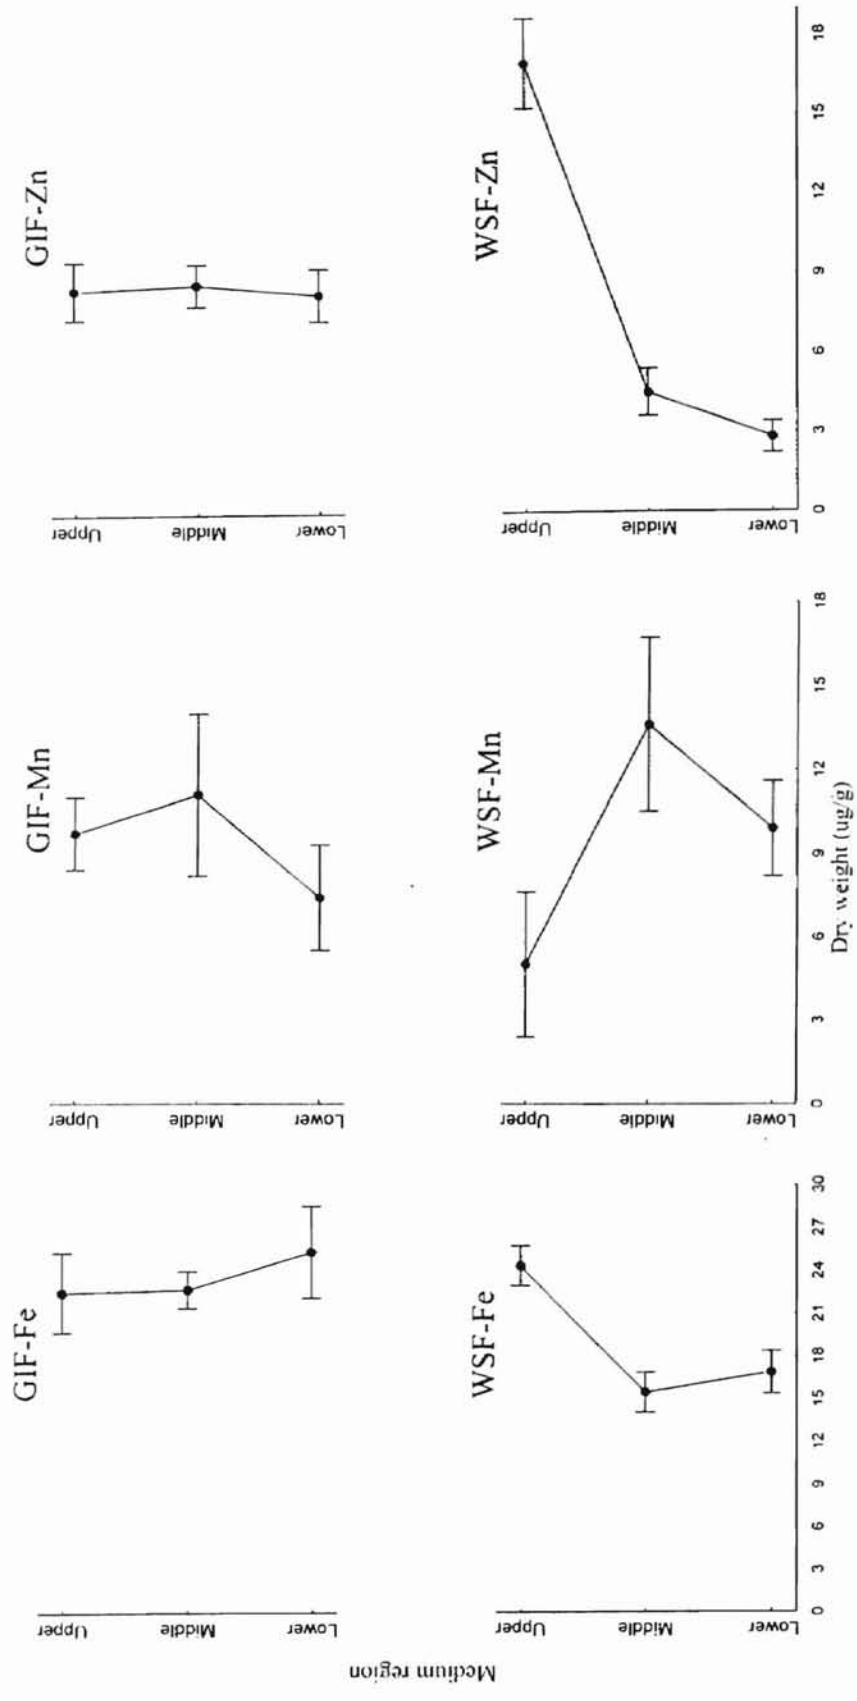 GIF-Fe
GIF-Mn
GIF-Zn
Upper
Middle
Lower
Upper
Middle
Lower
Upper
Middle
Lower
Medium region
WSF-Fe
WSF-Mn
WSF-Zn
Upper
Middle
Lower
Upper
Middle
Lower
Upper
Middle
Lower
0 3 6 9 12 15 18 21 24 27 30
0 3 6 9 12 15 18
0 3 6 9 12 15 18
Dry weight (ug/g)